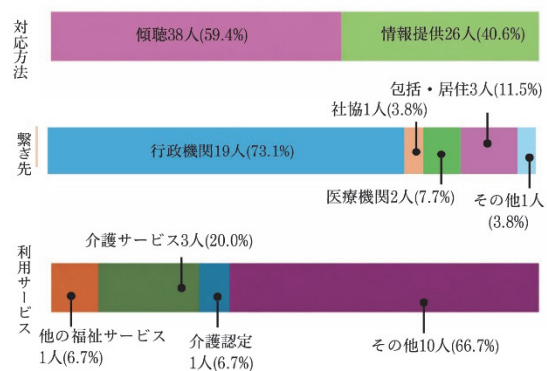 対応方法
傾聴38人(59.4%)
情報提供26人(40.6%)
繋ぎ先
包括・居住3人(11.5%)
社協1人(3.8%)
行政機関19人(73.1%)
医療機関2人(7.7%)
その他1人
(3.8%)
利用サービス
介護サービス3人(20.0%)
他の福祉サービス
1人(6.7%)
介護認定
1人(6.7%)
その他10人(66.7%)